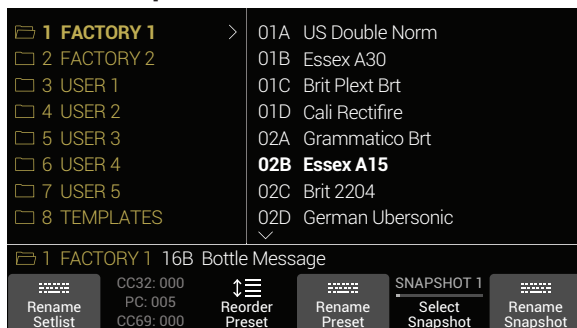 1 FACTORY 1 >
2 FACTORY 2
3 USER 1
4 USER 2
5 USER 3
6 USER 4
7 USER 5
8 TEMPLATES
01A US Double Norm
01B Essex A30
01C Brit Plext Brt
01D Cali Rectifire
02A Grammatico Brt
02B Essex A15
02C Brit 2204
02D German Ubersonic
1 FACTORY 1 16B Bottle Message
Rename
Setlist
CC32: 000
PC: 005
CC69: 000
Reorder
Preset
Rename
Preset
SNAPSHOT 1
Select
Snapshot
Rename
Snapshot